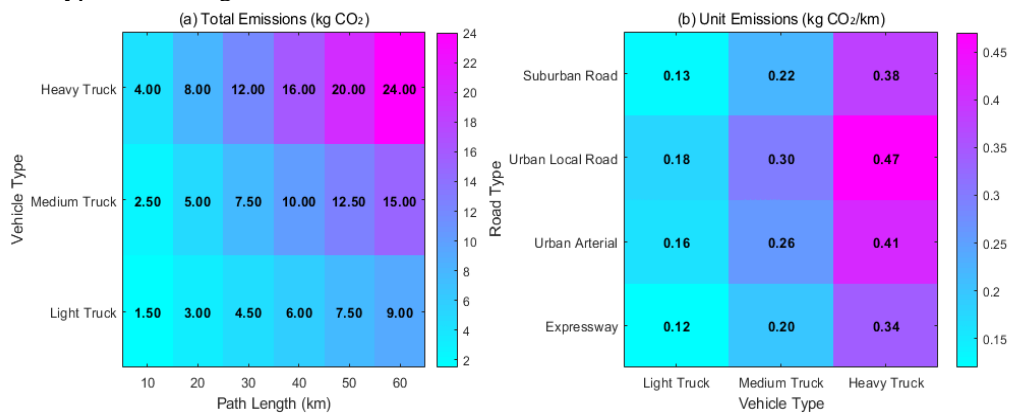 (a) Total Emissions (kg CO₂)
Vehicle Type
Heavy Truck 4.00 8.00 12.00 16.00 20.00 24.00
Medium Truck 2.50 5.00 7.50 10.00 12.50 15.00
Light Truck 1.50 3.00 4.50 6.00 7.50 9.00
10 20 30 40 50 60
Path Length (km)
24
22
20
18
16
14
12
10
8
6
4
2
(b) Unit Emissions (kg CO₂/km)
Road Type
Suburban Road 0.13 0.22 0.38
Urban Local Road 0.18 0.30 0.47
Urban Arterial 0.16 0.26 0.41
Expressway 0.12 0.20 0.34
Light Truck Medium Truck Heavy Truck
Vehicle Type
0.45
0.4
0.35
0.3
0.25
0.2
0.15